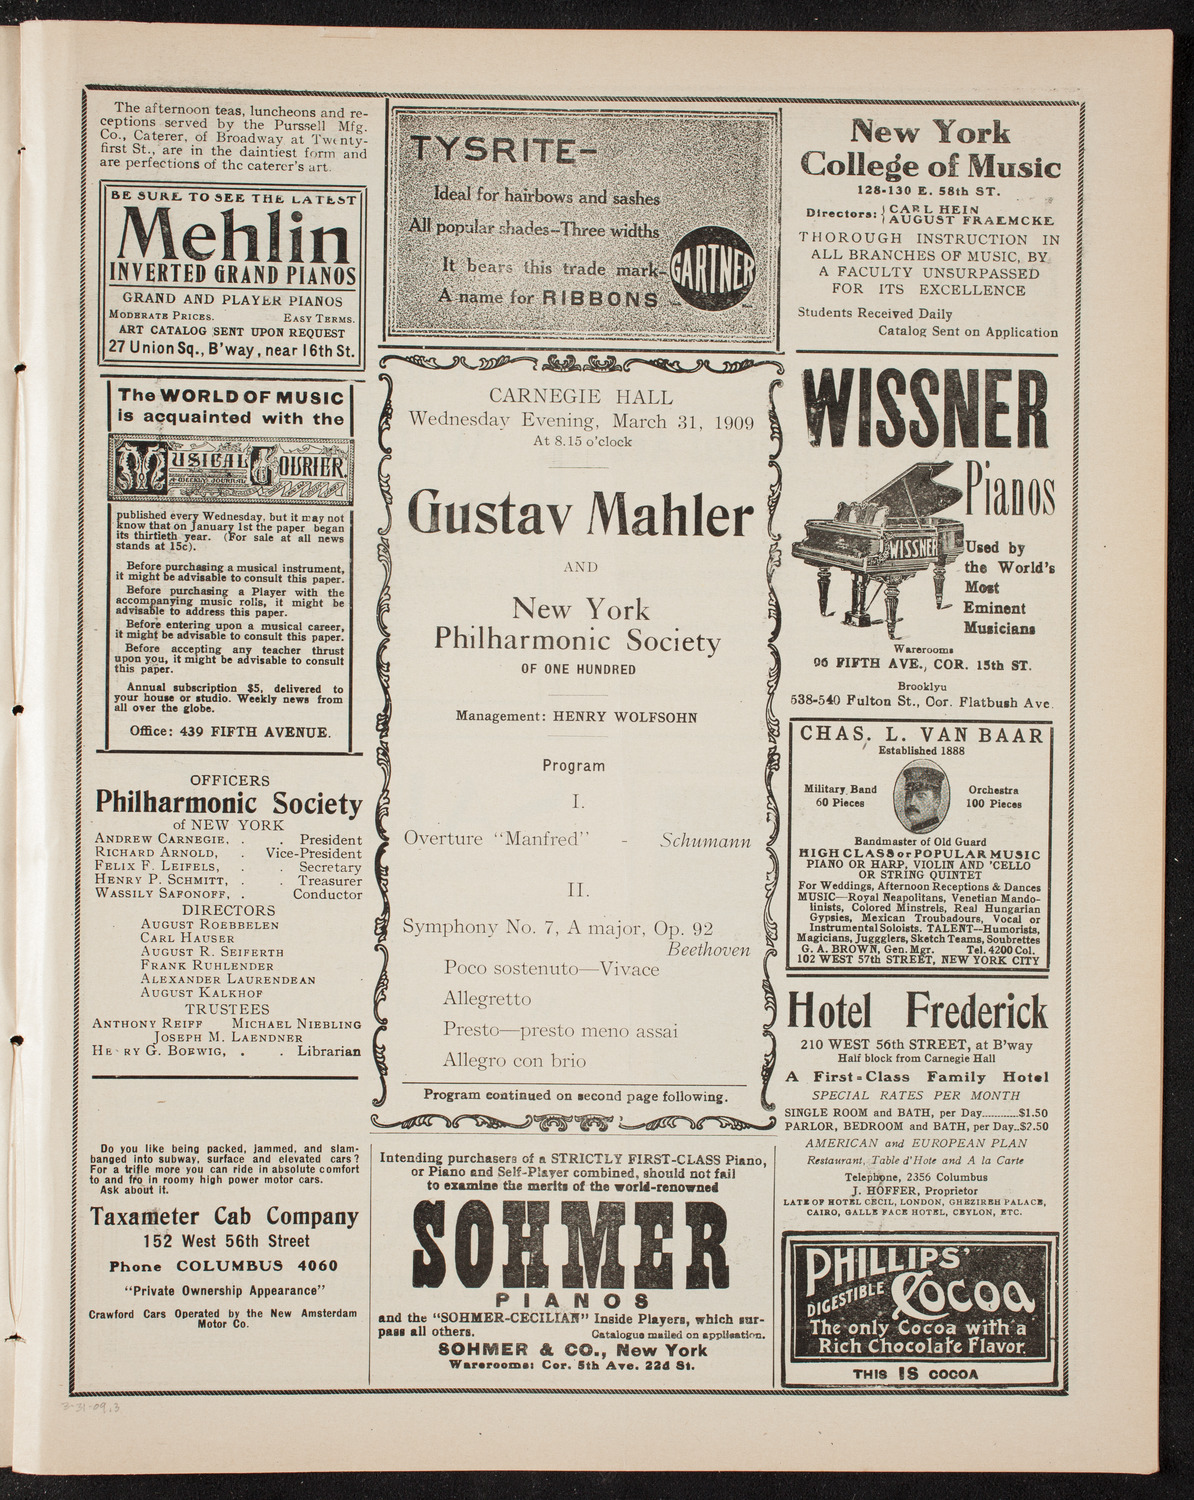 The afternoon teas, luncheons and re-
ceptions served by the Purssell Mfg.
Co., Caterer, of Broadway at Twenty-
first St., are in the daintiest form and
are perfections of the caterer's art.
BE SURE TO SEE THE LATEST
Mehlin
INVERTED GRAND PIANOS
GRAND AND PLAYER PIANOS
MODERATE PRICES. EASY TERMS.
ART CATALOG SENT UPON REQUEST
27 Union Sq., B'way, near 16th St.
The WORLD OF MUSIC
is acquainted with the
MUSICAL COURIER.
A WEEKLY JOURNAL
published every Wednesday, but it may not
know that on January 1st the paper began
its thirtieth year. (For sale at all news
stands at 15c).
Before purchasing a musical instrument,
it might be advisable to consult this paper.
Before purchasing a Player with the
accompanying music rolls, it might be
advisable to address this paper.
Before entering upon a musical career,
it might be advisable to consult this paper.
Before accepting any teacher thrust
upon you, it might be advisable to consult
this paper.
Annual subscription $5, delivered to
your house or studio. Weekly news from
all over the globe.
Office: 439 FIFTH AVENUE.
OFFICERS
Philharmonic Society
of NEW YORK
ANDREW CARNEGIE, . . President
RICHARD ARNOLD, . Vice-President
FELIX F. LEIFELS, . . Secretary
HENRY P. SCHMITT, . . Treasurer
WASSILY SAFONOFF, . Conductor
DIRECTORS
AUGUST ROEBBELEN
CARL HAUSER
AUGUST R. SEIFERTH
FRANK RUHLENDER
ALEXANDER LAURENDEAN
AUGUST KALKHOF
TRUSTEES
ANTHONY REIFF MICHAEL NIEBLING
JOSEPH M. LAENDNER
HENRY G. BOEWIG, . . Librarian
Do you like being packed, jammed, and slam-
banged into subway, surface and elevated cars?
For a trifle more you can ride in absolute comfort
to and fro in roomy high power motor cars.
Ask about it.
Taxameter Cab Company
152 West 56th Street
Phone COLUMBUS 4060
"Private Ownership Appearance"
Crawford Cars Operated by the New Amsterdam
Motor Co.
3-31-09.3
TYSRITE—
Ideal for hairbows and sashes
All popular shades—Three widths
It bears this trade mark—
A name for RIBBONS
GARTNER
CARNEGIE HALL
Wednesday Evening, March 31, 1909
At 8.15 o'clock
Gustav Mahler
AND
New York
Philharmonic Society
OF ONE HUNDRED
Management: HENRY WOLFSOHN
Program
I.
Overture "Manfred" - Schumann
II.
Symphony No. 7, A major, Op. 92
Beethoven
Poco sostenuto—Vivace
Allegretto
Presto—presto meno assai
Allegro con brio
Program continued on second page following.
Intending purchasers of a STRICTLY FIRST-CLASS Piano,
or Piano and Self-Player combined, should not fail
to examine the merits of the world-renowned
SOHMER
PIANOS
and the "SOHMER-CECILIAN" Inside Players, which sur-
pass all others. Catalogue mailed on application.
SOHMER & CO., New York
Warerooms: Cor. 5th Ave. 22d St.
New York
College of Music
128-130 E. 58th ST.
Directors: { CARL HEIN
AUGUST FRAEMCKE
THOROUGH INSTRUCTION IN
ALL BRANCHES OF MUSIC, BY
A FACULTY UNSURPASSED
FOR ITS EXCELLENCE
Students Received Daily
Catalog Sent on Application
WISSNER
Pianos
WISSNER
Used by
the World's
Most
Eminent
Musicians
Warerooms
96 FIFTH AVE., COR. 15th ST.
Brooklyn
538-540 Fulton St., Cor. Flatbush Ave.
CHAS. L. VAN BAAR
Established 1888
Military Band
60 Pieces
Orchestra
100 Pieces
Bandmaster of Old Guard
HIGH CLASS or POPULAR MUSIC
PIANO OR HARP, VIOLIN AND 'CELLO
OR STRING QUINTET
For Weddings, Afternoon Receptions & Dances
MUSIC—Royal Neapolitans, Venetian Mando-
linists, Colored Minstrels, Real Hungarian
Gypsies, Mexican Troubadours, Vocal or
Instrumental Soloists. TALENT—Humorists,
Magicians, Juggglers, Sketch Teams, Soubrettes
G. A. BROWN, Gen. Mgr. Tel. 4200 Col.
102 WEST 57th STREET, NEW YORK CITY
Hotel Frederick
210 WEST 56th STREET, at B'way
Half block from Carnegie Hall
A First-Class Family Hotel
SPECIAL RATES PER MONTH
SINGLE ROOM and BATH, per Day............$1.50
PARLOR, BEDROOM and BATH, per Day..$2.50
AMERICAN and EUROPEAN PLAN
Restaurant, Table d'Hote and A la Carte
Telephone, 2356 Columbus
J. HOFFER, Proprietor
LATE OF HOTEL CECIL, LONDON, GHEZIREH PALACE,
CAIRO, GALLE FACE HOTEL, CEYLON, ETC.
PHILLIPS'
DIGESTIBLE COCOA
The only Cocoa with a
Rich Chocolate Flavor.
THIS IS COCOA